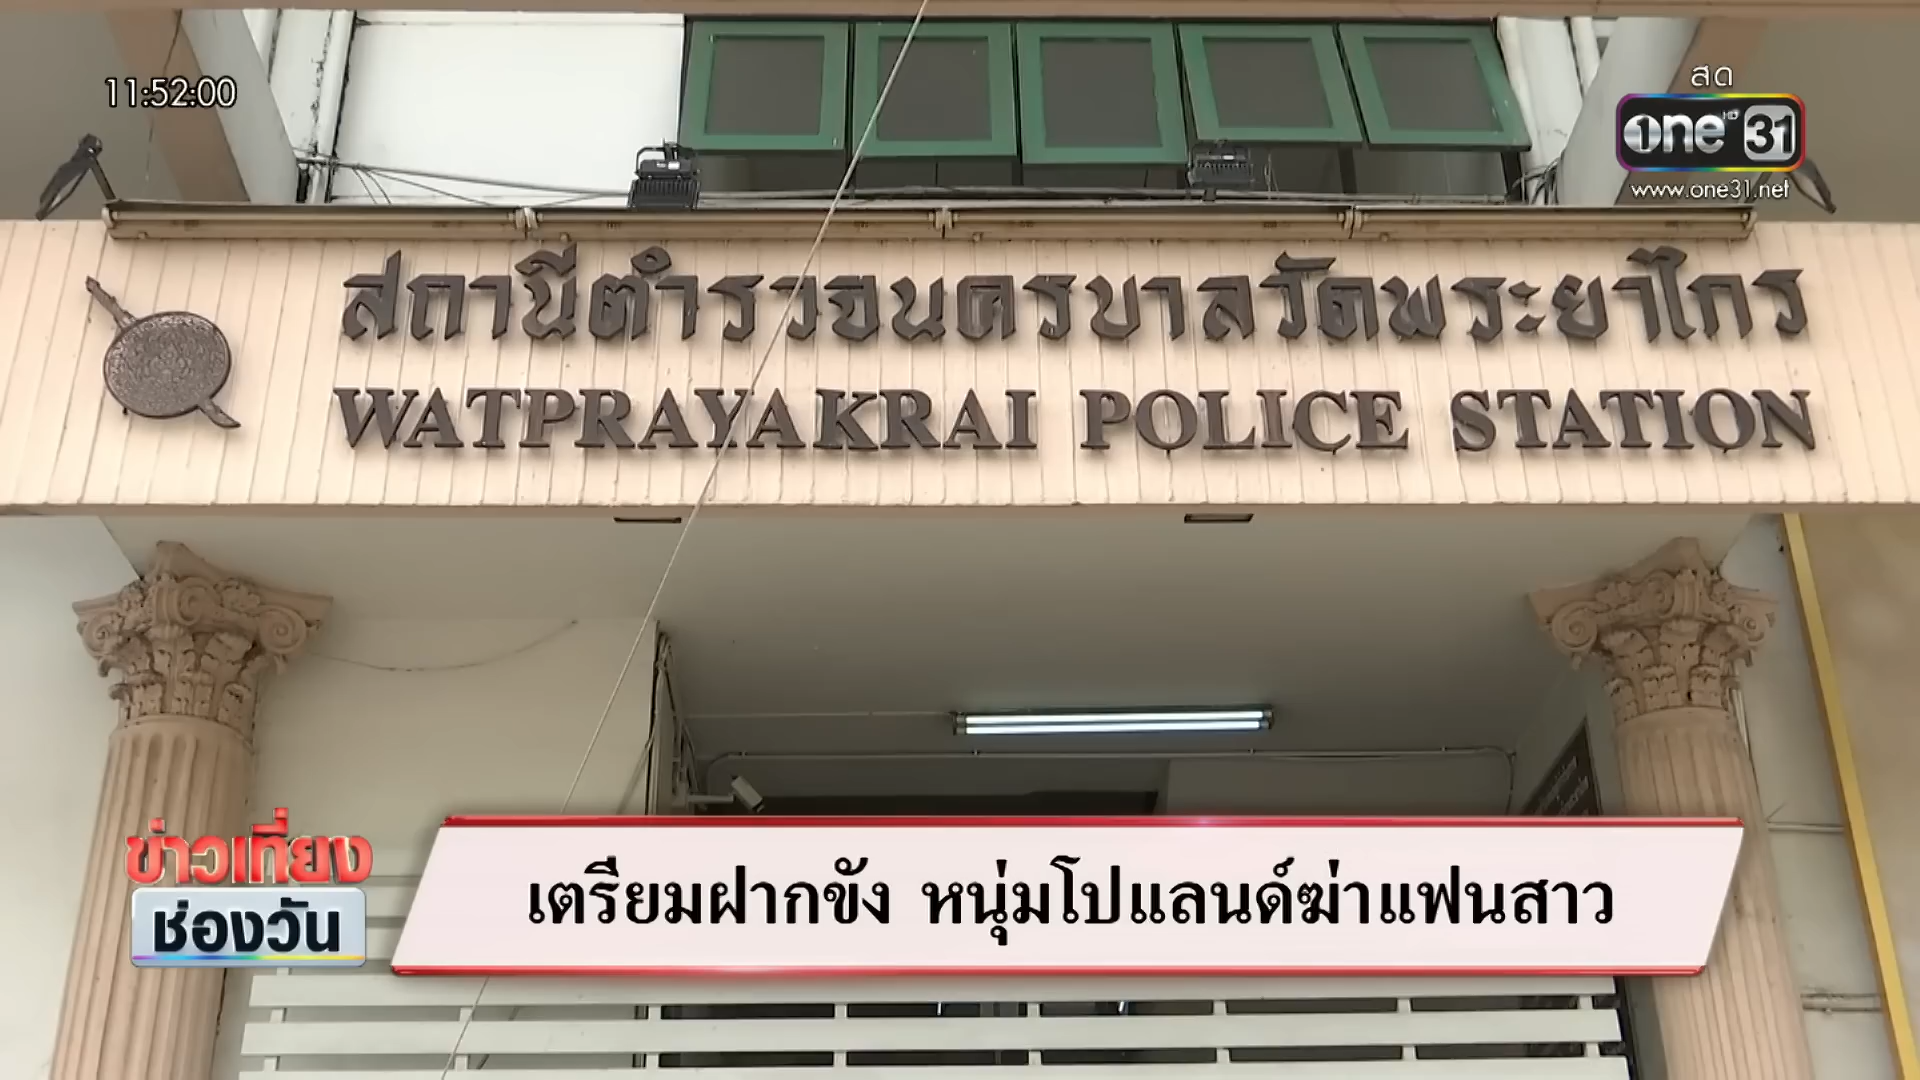 11:52:00
สด
one HD 31
www.one31.net
สถานีตำรวจนครบาลวัดพระยาไกร
WATPRAYAKRAI POLICE STATION
ข่าวเที่ยง
ช่องวัน
เตรียมฝากขัง หนุ่มโปแลนด์ฆ่าแฟนสาว